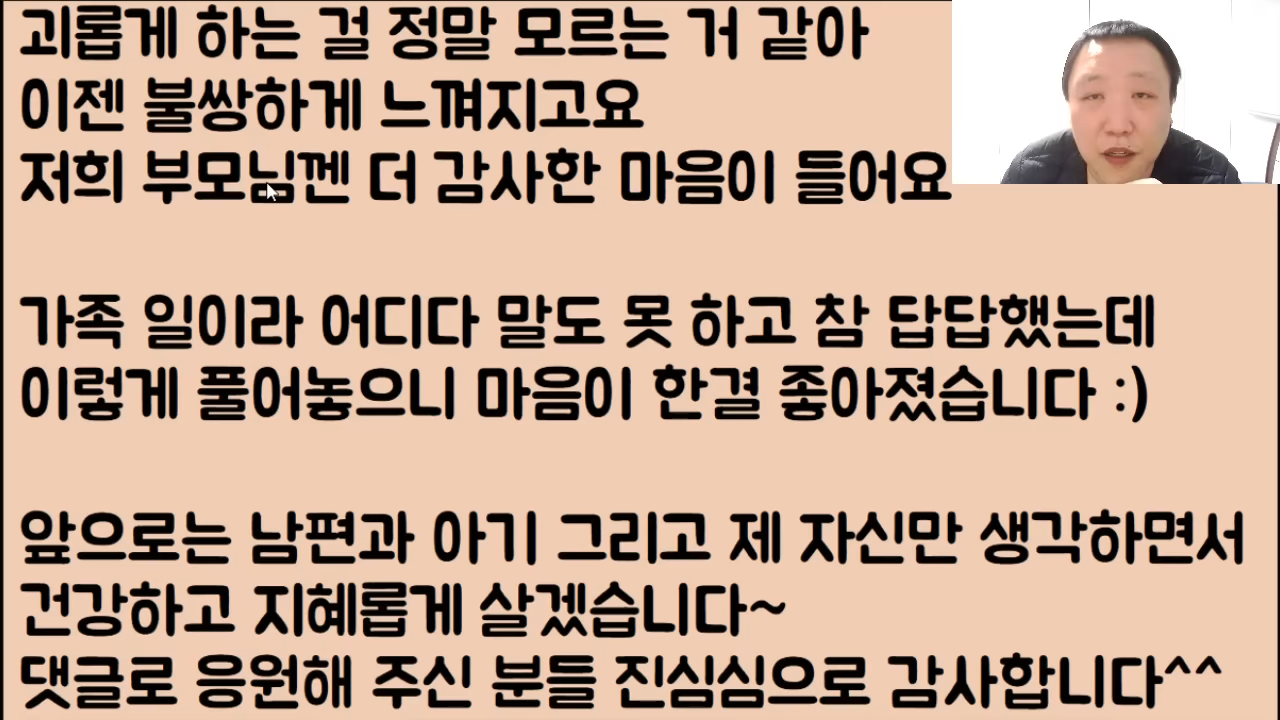 괴롭게 하는 걸 정말 모르는 거 같아
이젠 불쌍하게 느껴지고요
저희 부모님껜 더 감사한 마음이 들어요
가족 일이라 어디다 말도 못 하고 참 답답했는데
이렇게 풀어놓으니 마음이 한결 좋아졌습니다 :)
앞으로는 남편과 아기 그리고 제 자신만 생각하면서
건강하고 지혜롭게 살겠습니다~
댓글로 응원해 주신 분들 진심심으로 감사합니다^^